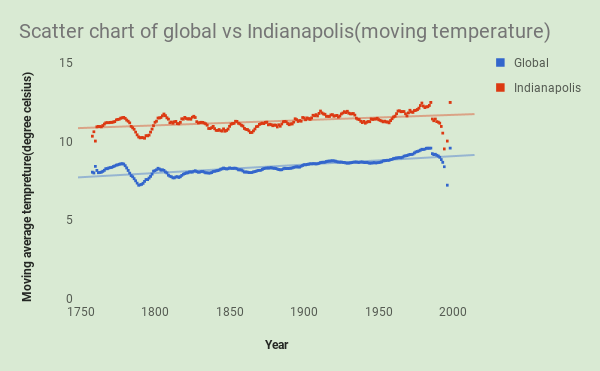 Scatter chart of global vs Indianapolis(moving temperature)
Moving average tempreture(degree celsius)
15
10
5
0
1750 1800 1850 1900 1950 2000
Year
Global
Indianapolis